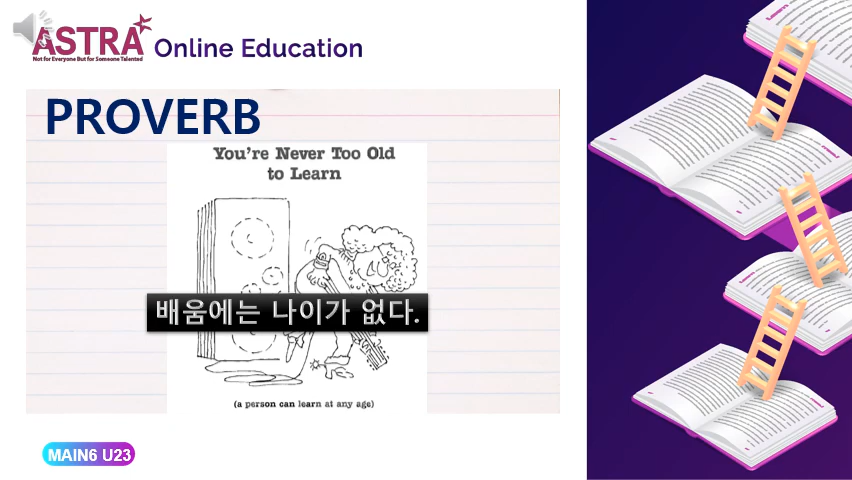 ASTRA
Not for Everyone But for Someone Talented
Online Education
PROVERB
You're Never Too Old
to Learn
배움에는 나이가 없다.
(a person can learn at any age)
MAIN6 U23